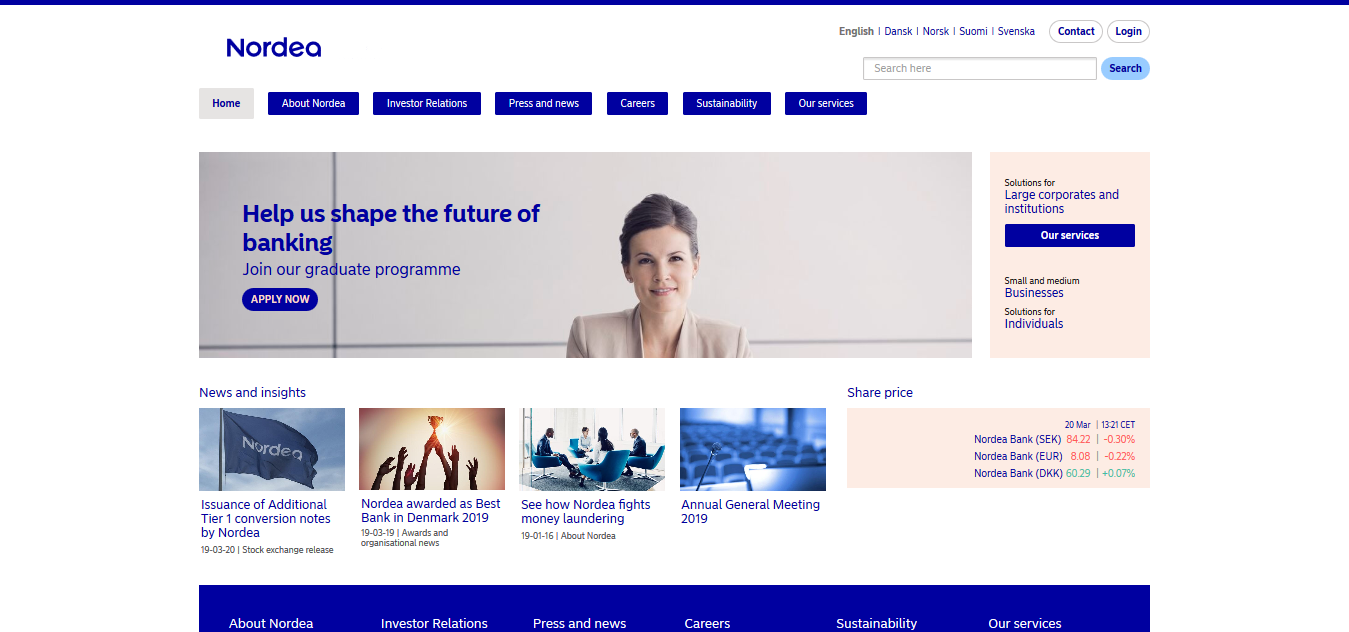 English | Dansk | Norsk | Suomi | Svenska
Contact
Login
Nordea
Search here
Search
Home
About Nordea
Investor Relations
Press and news
Careers
Sustainability
Our services
Help us shape the future of
banking
Join our graduate programme
APPLY NOW
Solutions for
Large corporates and
institutions
Our services
Small and medium
Businesses
Solutions for
Individuals
News and insights
Nordea
Issuance of Additional
Tier 1 conversion notes
by Nordea
19-03-20 | Stock exchange release
Nordea awarded as Best
Bank in Denmark 2019
19-03-19 | Awards and
organisational news
See how Nordea fights
money laundering
19-01-16 | About Nordea
Annual General Meeting
2019
Share price
20 Mar | 13:21 CET
Nordea Bank (SEK) 84.22 | -0.30%
Nordea Bank (EUR) 8.08 | -0.22%
Nordea Bank (DKK) 60.29 | +0.07%
About Nordea
Investor Relations
Press and news
Careers
Sustainability
Our services